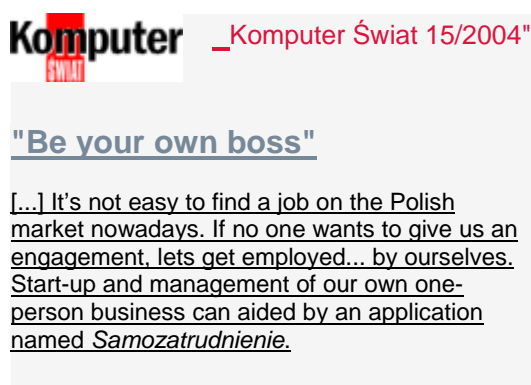 Komputer
ŚWIAT
_Komputer Świat 15/2004"
"Be your own boss"
[...] It's not easy to find a job on the Polish
market nowadays. If no one wants to give us an
engagement, lets get employed... by ourselves.
Start-up and management of our own one-
person business can aided by an application
named Samozatrudnienie.